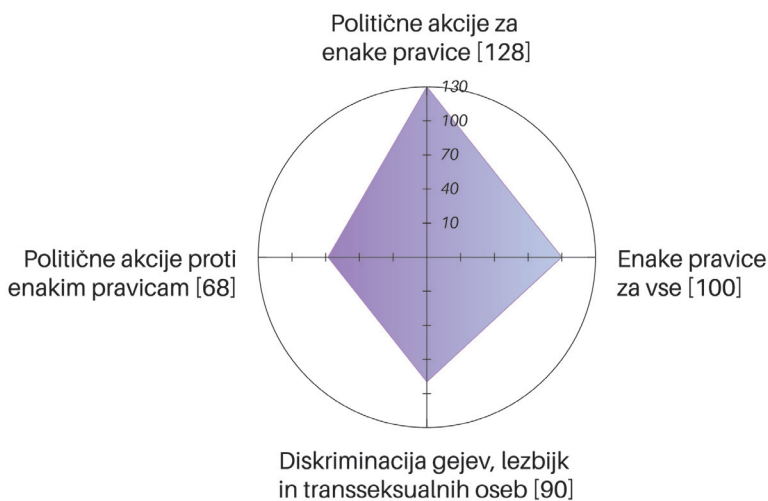 Politične akcije za
enake pravice [128]
130
100
70
40
10
Politične akcije proti
enakim pravicam [68]
Enake pravice
za vse [100]
Diskriminacija gejev, lezbijk
in transseksualnih oseb [90]